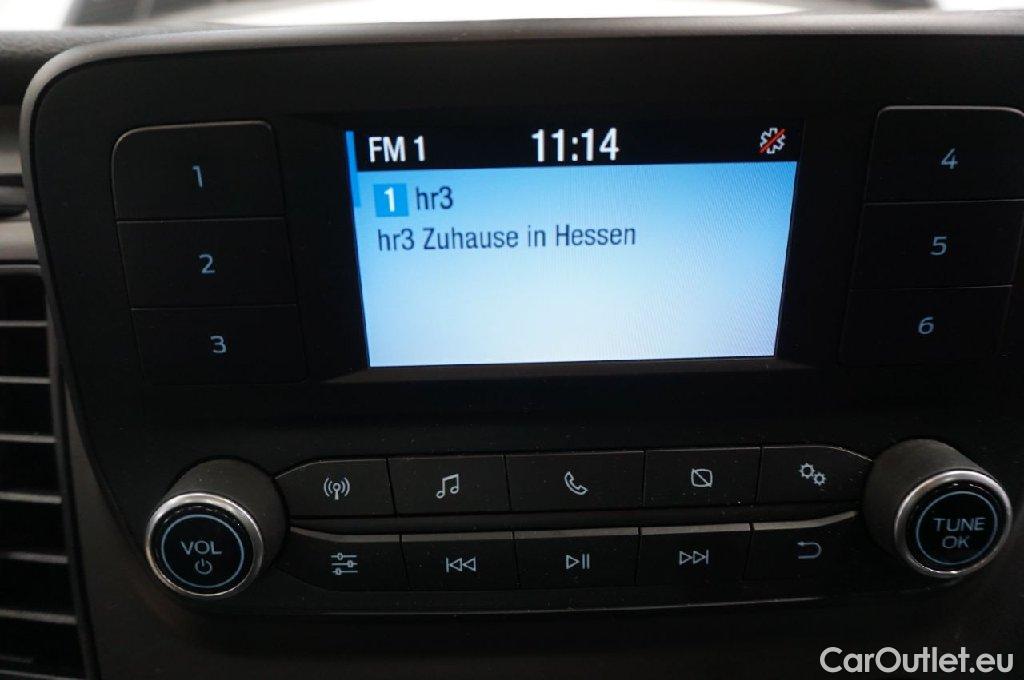 FM 1 11:14
1 hr3
hr3 Zuhause in Hessen
1
2
3
4
5
6
VOL
TUNE
OK
CarOutlet.eu